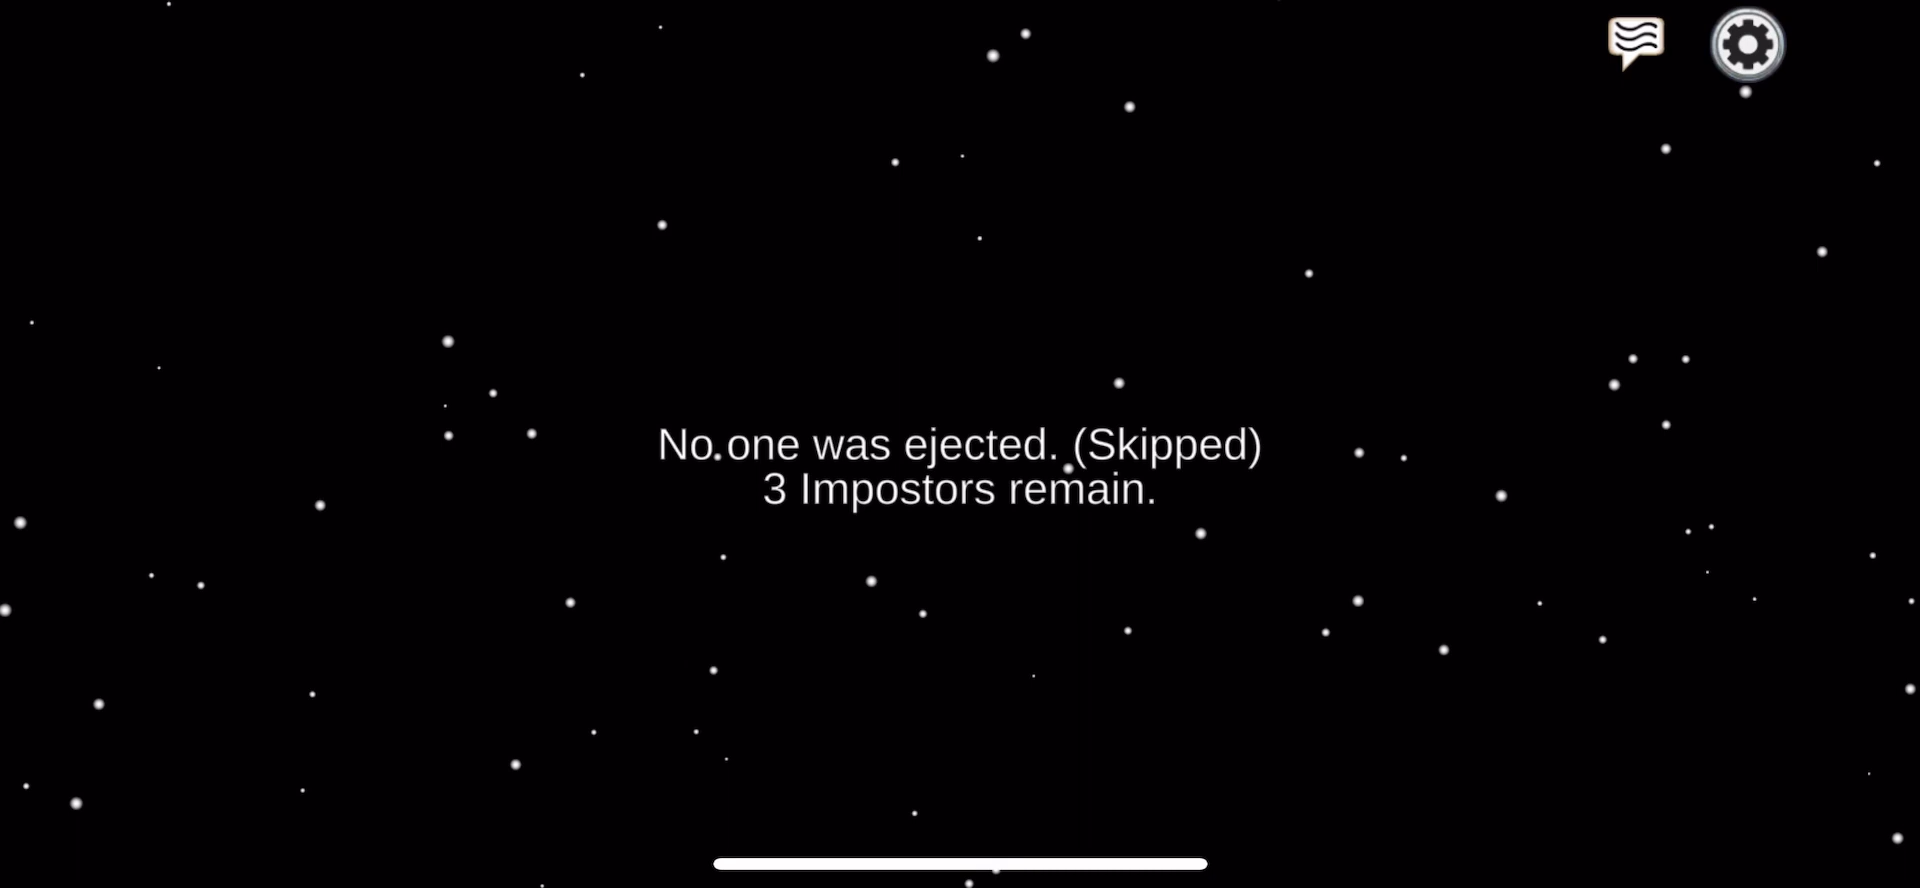 No one was ejected. (Skipped)
3 Impostors remain.